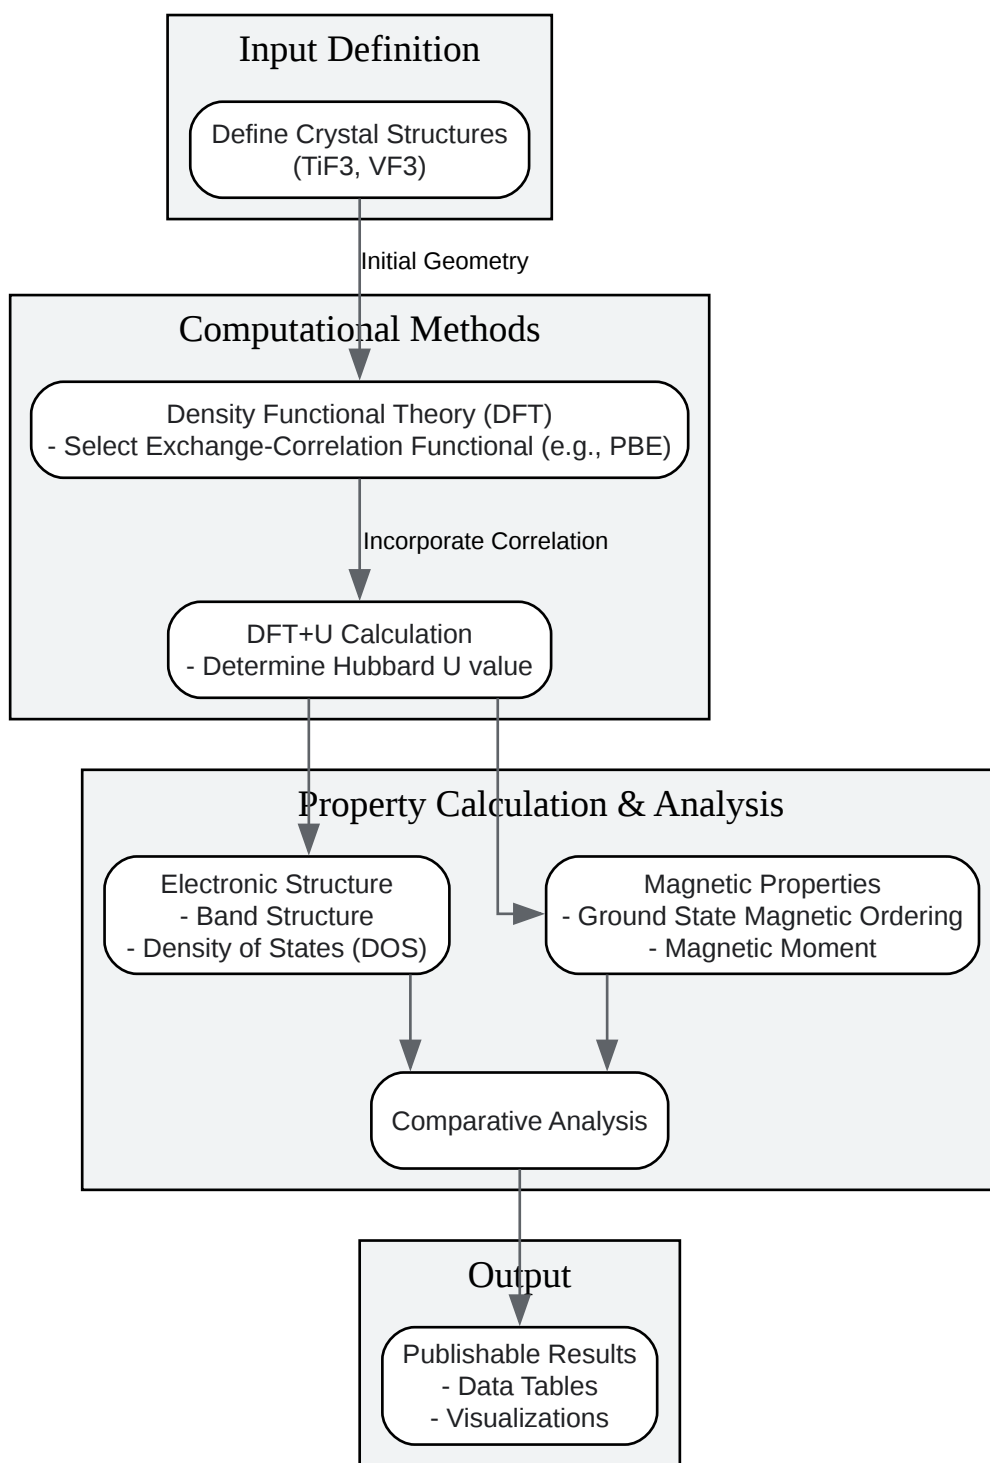 Input Definition
Define Crystal Structures
(TiF3, VF3)
Initial Geometry
Computational Methods
Density Functional Theory (DFT)
- Select Exchange-Correlation Functional (e.g., PBE)
Incorporate Correlation
DFT+U Calculation
- Determine Hubbard U value
Property Calculation & Analysis
Electronic Structure
- Band Structure
- Density of States (DOS)
Magnetic Properties
- Ground State Magnetic Ordering
- Magnetic Moment
Comparative Analysis
Output
Publishable Results
- Data Tables
- Visualizations